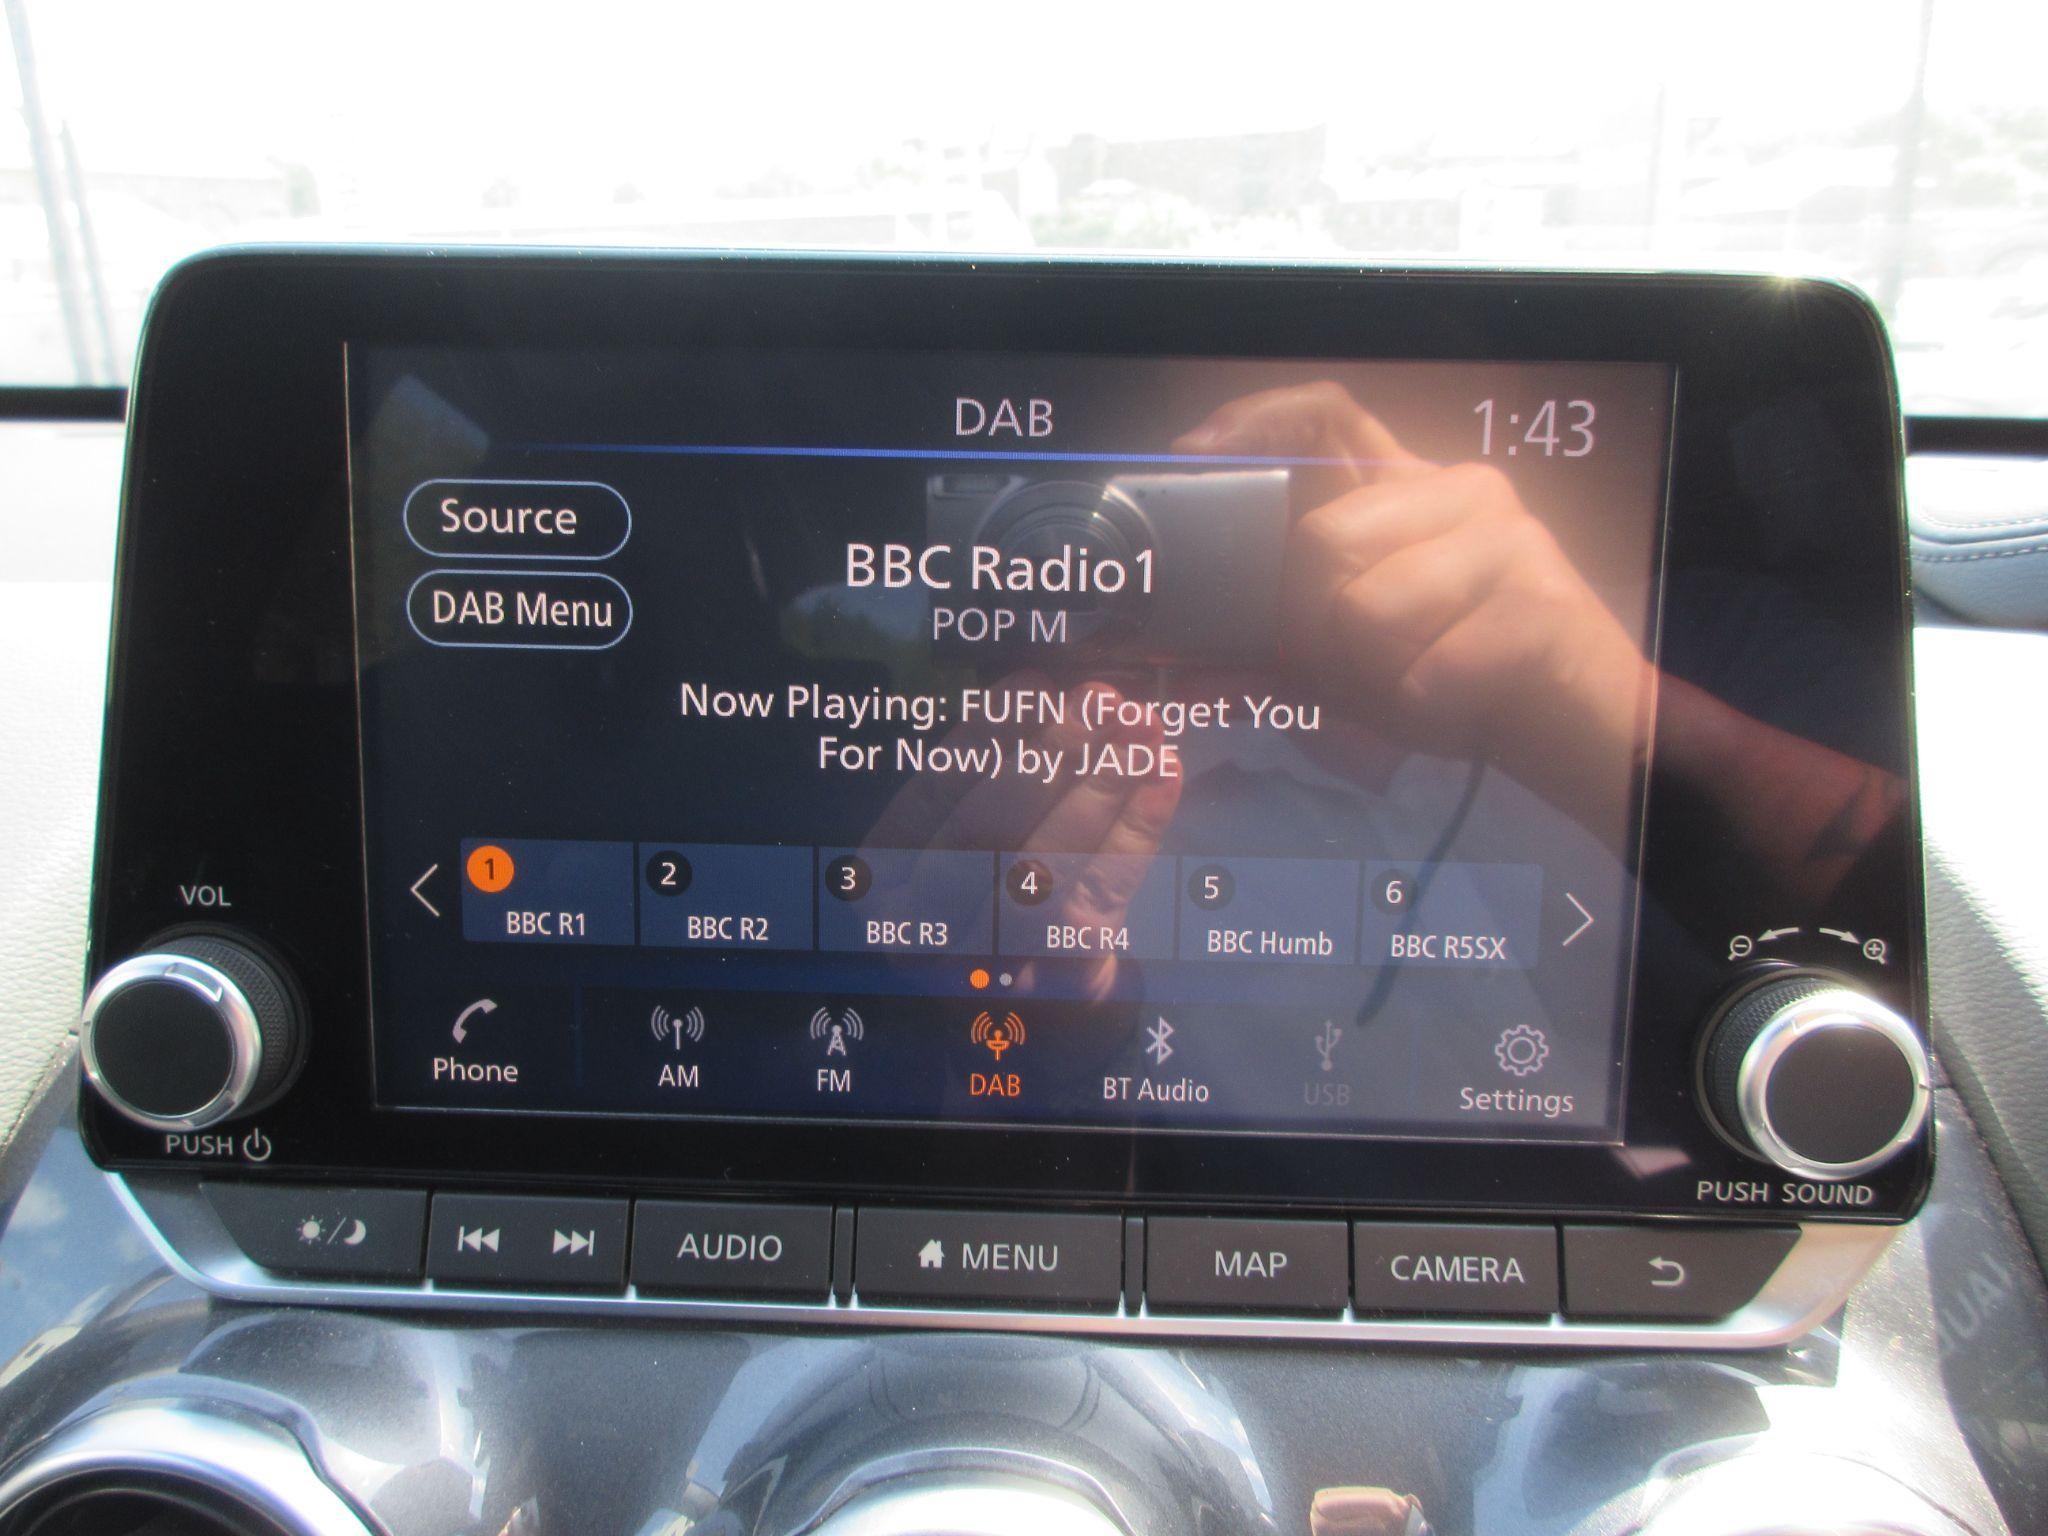 DAB
1:43
Source
DAB Menu
BBC Radio1
POP M
Now Playing: FUFN (Forget You
For Now) by JADE
1
BBC R1
2
BBC R2
3
BBC R3
4
BBC R4
5
BBC Humb
6
BBC R5SX
Phone
AM
FM
DAB
BT Audio
USB
Settings
VOL
PUSH
PUSH SOUND
AUDIO
MENU
MAP
CAMERA